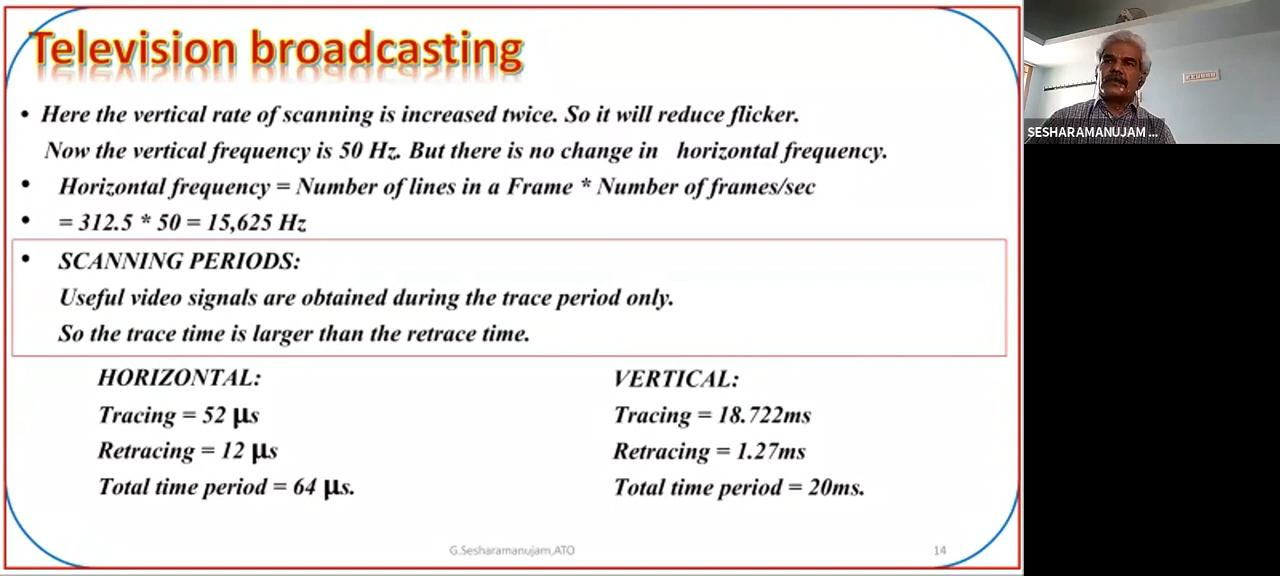 Television broadcasting
• Here the vertical rate of scanning is increased twice. So it will reduce flicker.
Now the vertical frequency is 50 Hz. But there is no change in horizontal frequency.
• Horizontal frequency = Number of lines in a Frame * Number of frames/sec
• = 312.5 * 50 = 15,625 Hz
• SCANNING PERIODS:
Useful video signals are obtained during the trace period only.
So the trace time is larger than the retrace time.
HORIZONTAL:
Tracing = 52 µs
Retracing = 12 µs
Total time period = 64 µs.
VERTICAL:
Tracing = 18.722ms
Retracing = 1.27ms
Total time period = 20ms.
G.Sesharamanujam,ATO
14
SESHARAMANUJAM ...